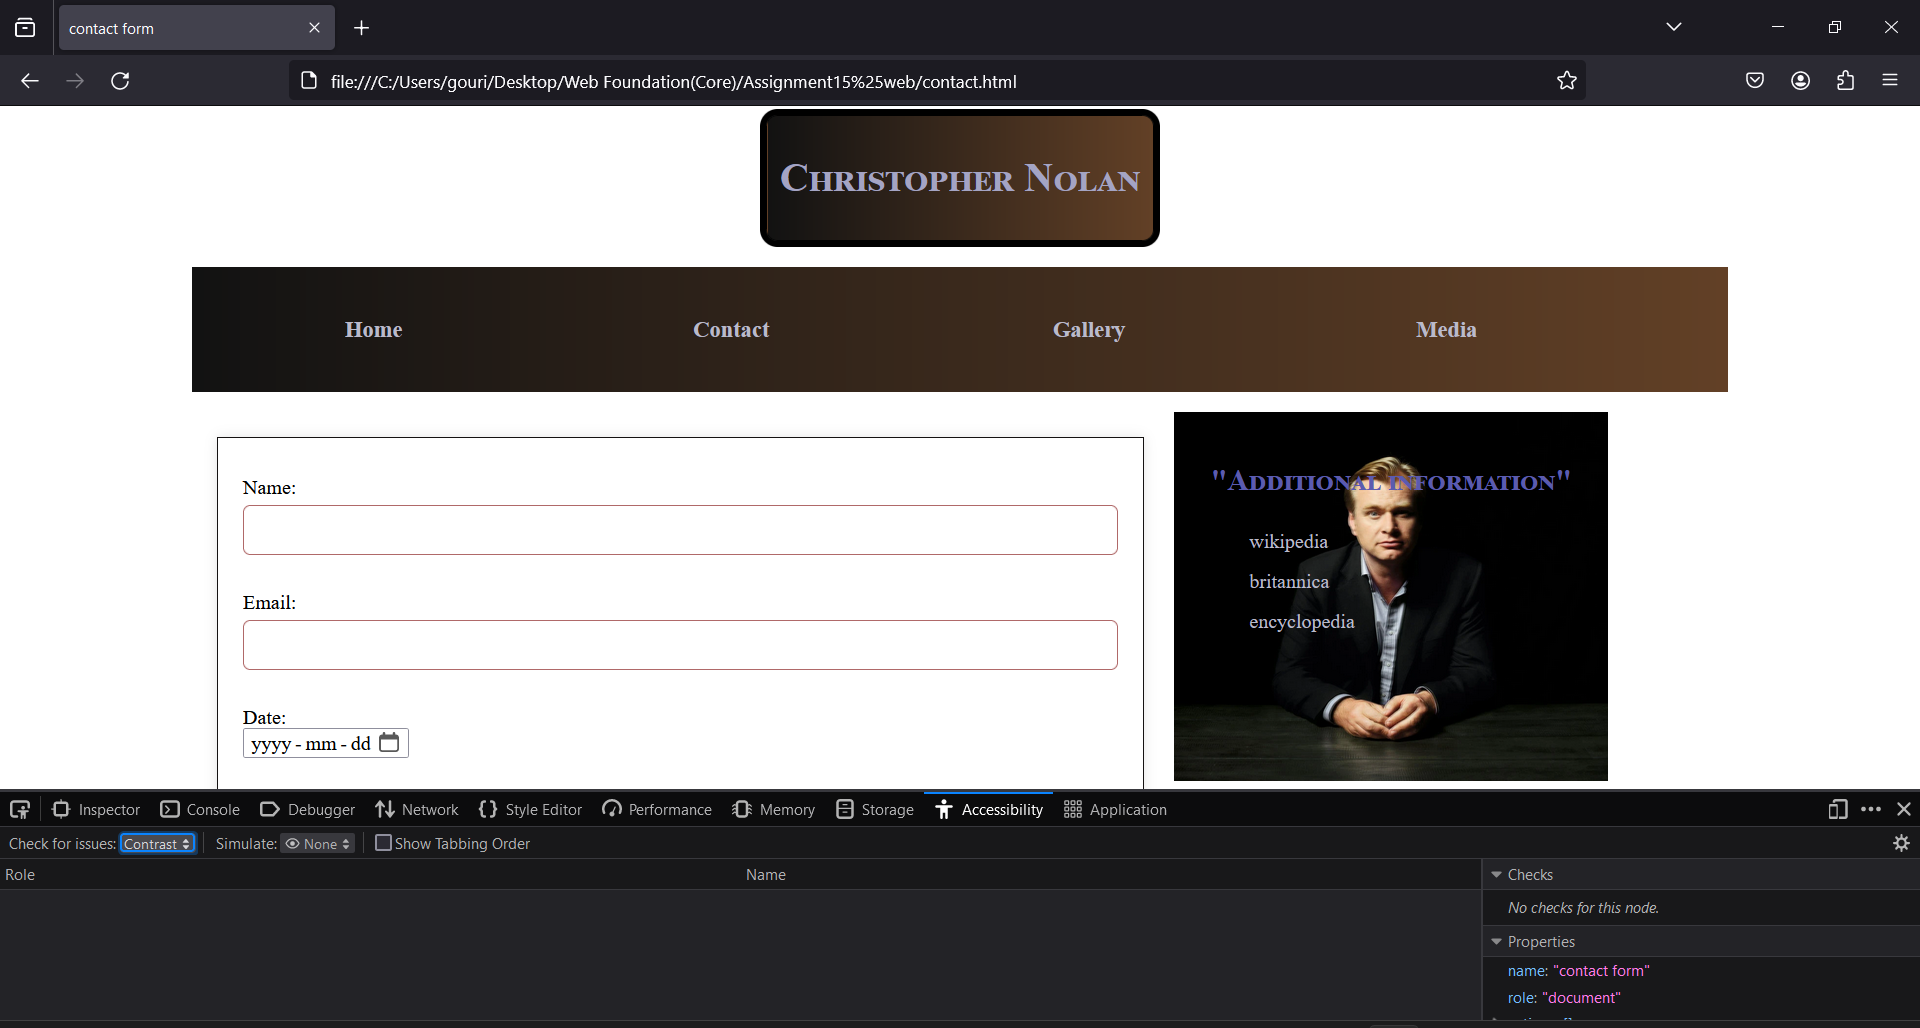 contact form
file:///C:/Users/gouri/Desktop/Web Foundation(Core)/Assignment15%25web/contact.html
Christopher Nolan
Home Contact Gallery Media
Name:
Email:
Date:
yyyy - mm - dd
"Additional information"
wikipedia
britannica
encyclopedia
Inspector Console Debugger Network Style Editor Performance Memory Storage Accessibility Application
Check for issues: Contrast Simulate: None Show Tabbing Order
Role Name
Checks
No checks for this node.
Properties
name: "contact form"
role: "document"